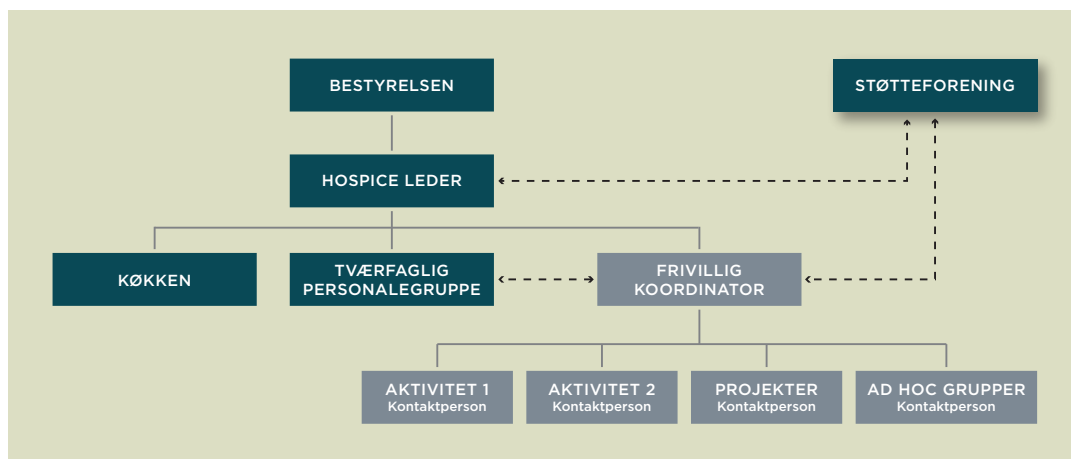 BESTYRELSEN
STØTTEFORENING
HOSPICE LEDER
KØKKEN
TVÆRFAGLIG
PERSONALEGRUPPE
FRIVILLIG
KOORDINATOR
AKTIVITET 1
Kontaktperson
AKTIVITET 2
Kontaktperson
PROJEKTER
Kontaktperson
AD HOC GRUPPER
Kontaktperson